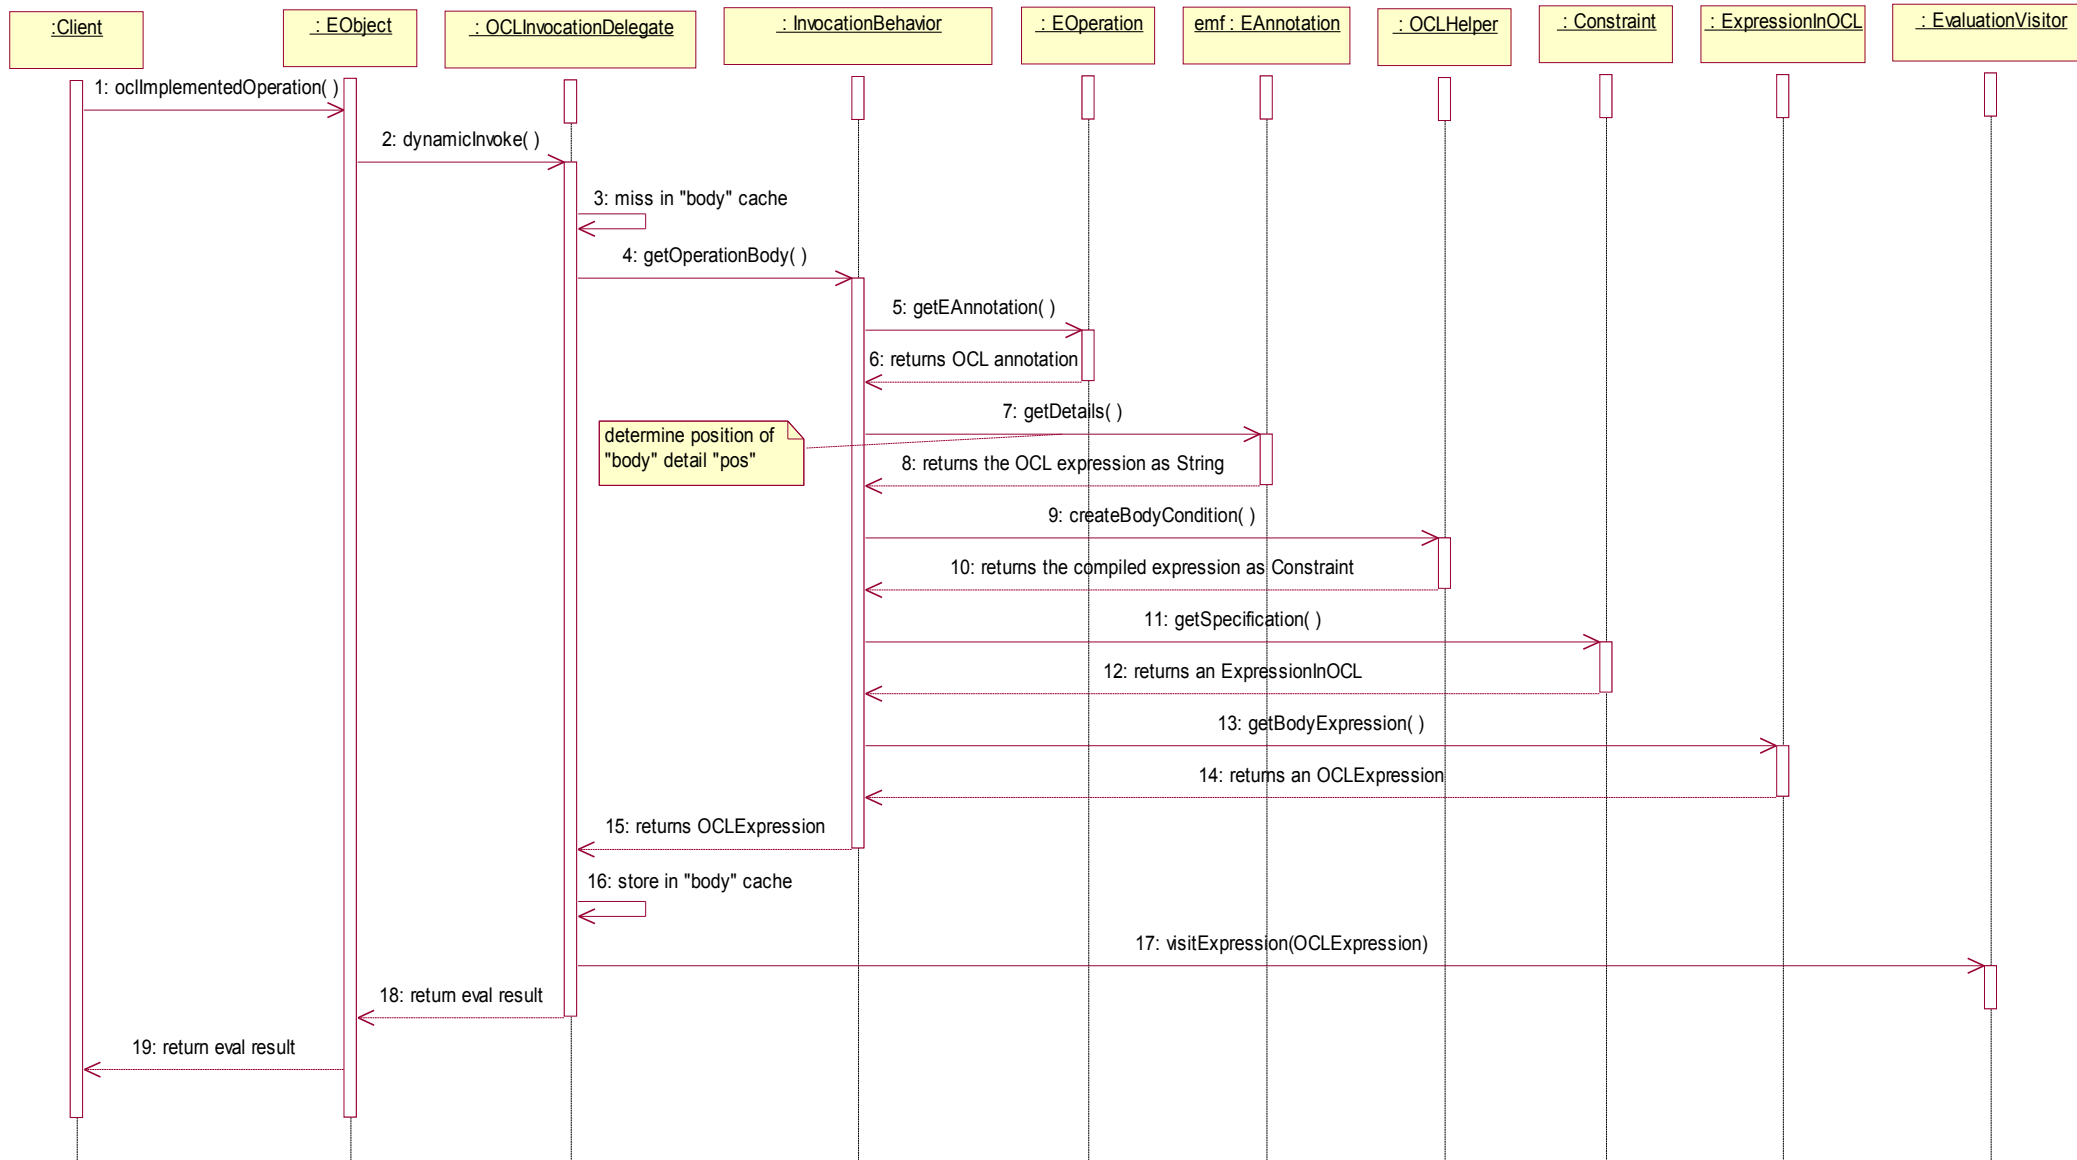 :Client
: EObject
: OCLInvocationDelegate
: InvocationBehavior
: EOperation
emf : EAnnotation
: OCLHelper
: Constraint
: ExpressionInOCL
: EvaluationVisitor
1: oclImplementedOperation( )
2: dynamicInvoke( )
3: miss in "body" cache
4: getOperationBody( )
5: getEAnnotation( )
6: returns OCL annotation
7: getDetails( )
determine position of
"body" detail "pos"
8: returns the OCL expression as String
9: createBodyCondition( )
10: returns the compiled expression as Constraint
11: getSpecification( )
12: returns an ExpressionInOCL
13: getBodyExpression( )
14: returns an OCLExpression
15: returns OCLExpression
16: store in "body" cache
17: visitExpression(OCLExpression)
18: return eval result
19: return eval result